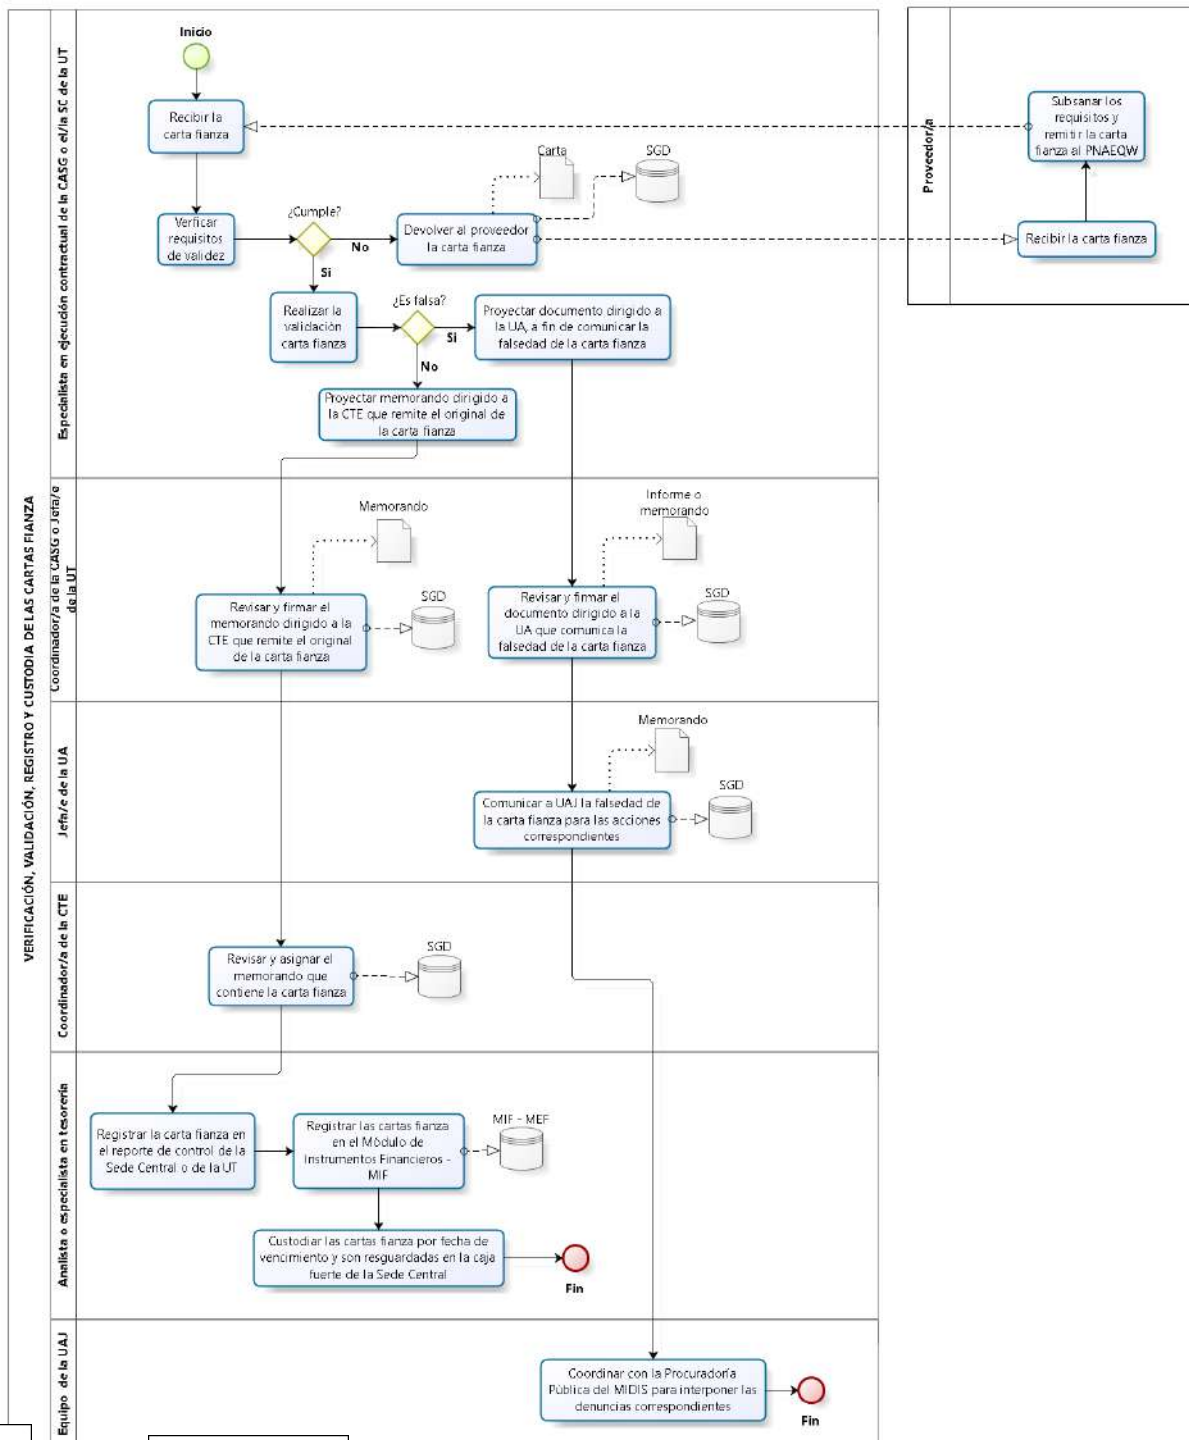 VERIFICACIÓN, VALIDACIÓN, REGISTRO Y CUSTODIA DE LAS CARTAS FIANZA
Especialista en ejecución contractual de la CASG o el/la SC de la UT
Inicio
Recibir la
carta fianza
Verficar
requisitos
de validez
¿Cumple?
No
Si
Devolver al proveedor
la carta fianza
Carta
SGD
Realizar la
validación
carta fianza
¿Es falsa?
Si
No
Proyectar documento dirigido a
la UA, a fin de comunicar la
falsedad de la carta fianza
Proyectar memorando dirigido a
la CTE que remite el original de
la carta fianza
Proveedor/a
Subsanar los
requisitos y
remitir la carta
fianza al PNAEQW
Recibir la carta fianza
Coordinador/a de la CASG o Jefa/e
de la UT
Memorando
SGD
Revisar y firmar el
memorando dirigido a la
CTE que remite el original
de la carta fianza
Informe o
memorando
SGD
Revisar y firmar el
documento dirigido a la
UA que comunica la
falsedad de la carta fianza
Jefa/e de la UA
Memorando
SGD
Comunicar a UAJ la falsedad de
la carta fianza para las acciones
correspondientes
Coordinador/a de la CTE
SGD
Revisar y asignar el
memorando que
contiene la carta fianza
Analista o especialista en tesorería
Registrar la carta fianza en
el reporte de control de la
Sede Central o de la UT
Registrar las cartas fianza
en el Módulo de
Instrumentos Financieros -
MIF
MIF - MEF
Custodiar las cartas fianza por fecha de
vencimiento y son resguardadas en la caja
fuerte de la Sede Central
Fin
Equipo de la UAJ
Coordinar con la Procuradoría
Pública del MIDIS para interponer las
denuncias correspondientes
Fin